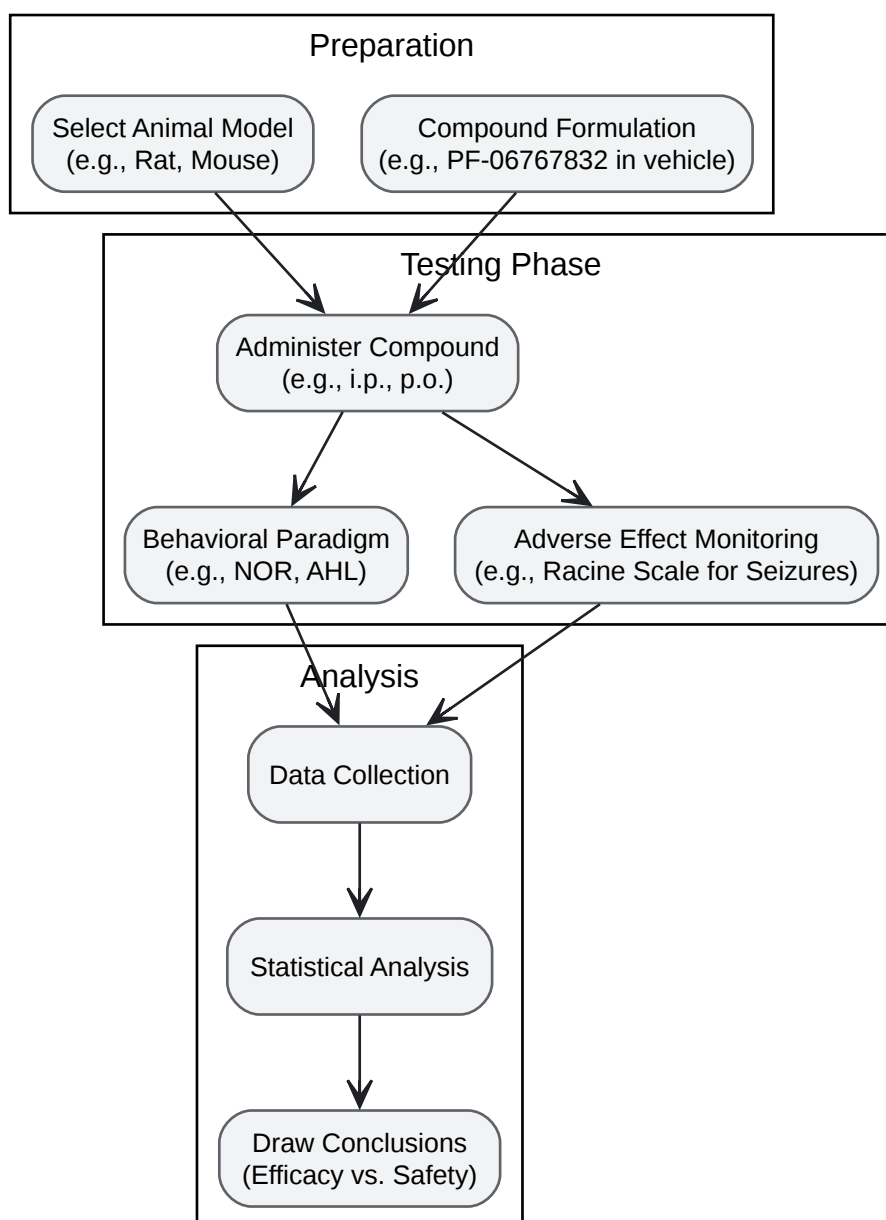 Preparation
Select Animal Model
(e.g., Rat, Mouse)
Compound Formulation
(e.g., PF-06767832 in vehicle)
Testing Phase
Administer Compound
(e.g., i.p., p.o.)
Behavioral Paradigm
(e.g., NOR, AHL)
Adverse Effect Monitoring
(e.g., Racine Scale for Seizures)
Analysis
Data Collection
Statistical Analysis
Draw Conclusions
(Efficacy vs. Safety)